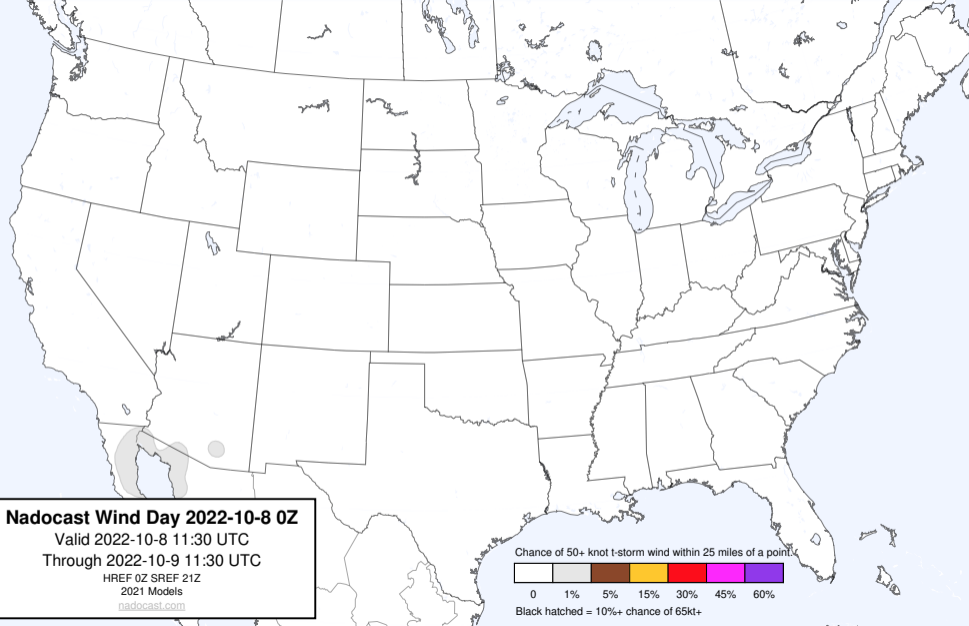 Nadocast Wind Day 2022-10-8 0Z
Valid 2022-10-8 11:30 UTC
Through 2022-10-9 11:30 UTC
HREF 0Z SREF 21Z
2021 Models
nadocast.com
Chance of 50+ knot t-storm wind within 25 miles of a point.
0 1% 5% 15% 30% 45% 60%
Black hatched = 10%+ chance of 65kt+